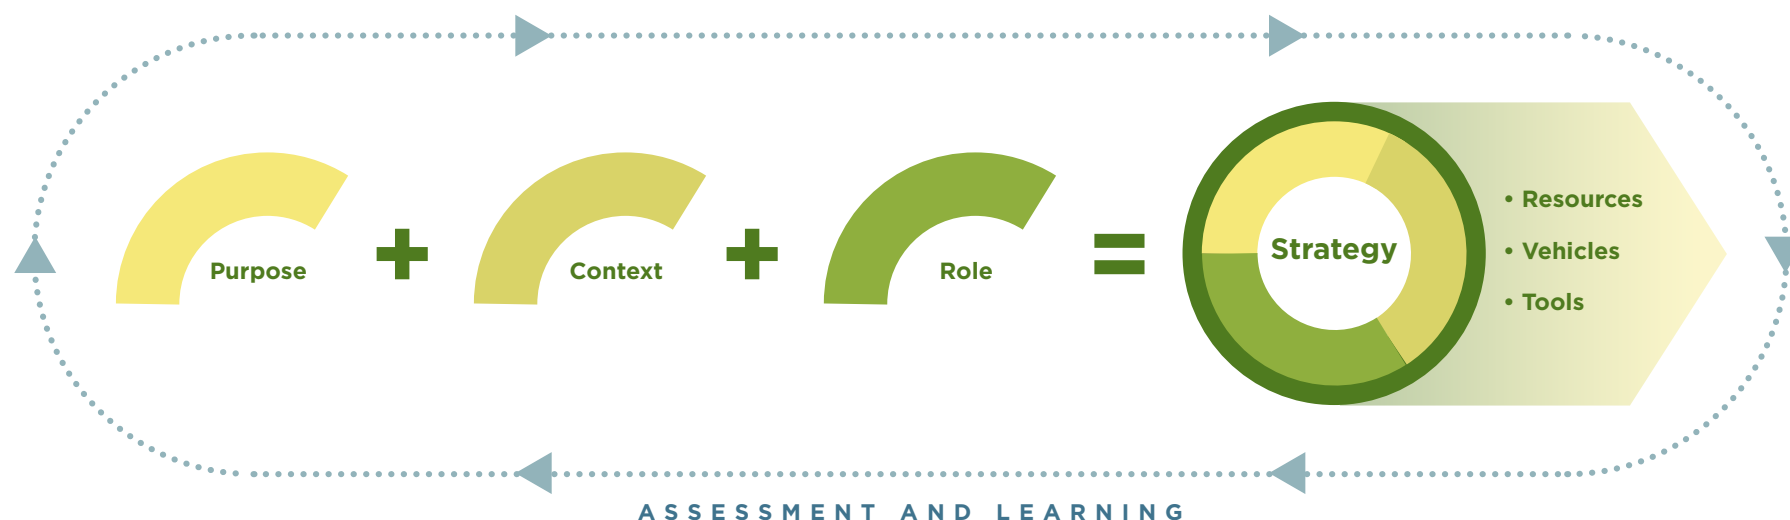 Purpose
+
Context
+
Role
=
Strategy
• Resources
• Vehicles
• Tools
ASSESSMENT AND LEARNING